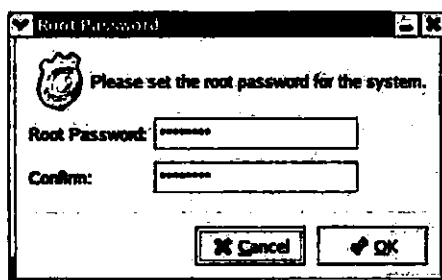 Root Password
Please set the root password for the system.
Root Password: ********
Confirm: ********
Cancel OK